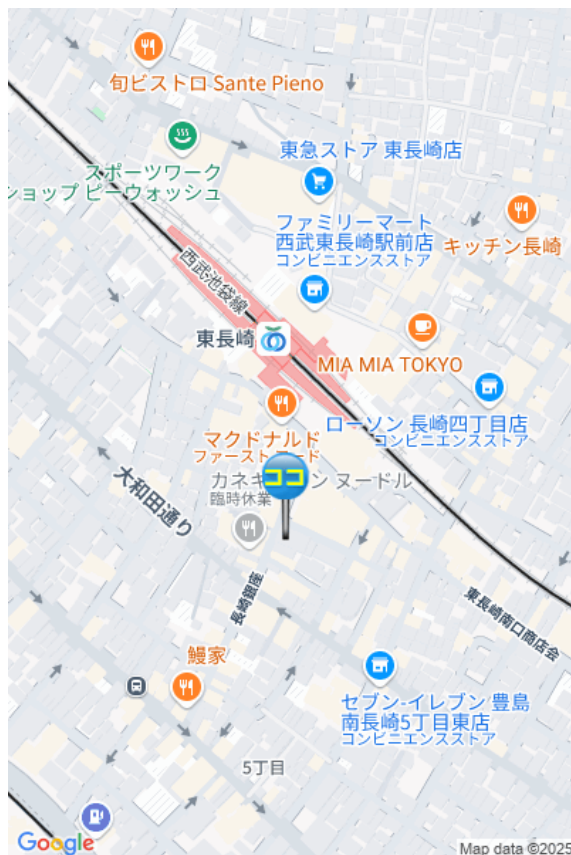 旬ビストロ Sante Pieno
スポーツワーク
ショップ ピーウォッシュ
東急ストア 東長崎店
ファミリーマート
西武東長崎駅前店
コンビニエンスストア
キッチン長崎
西武池袋線
東長崎
MIA MIA TOKYO
ローソン 長崎四丁目店
コンビニエンスストア
マクドナルド
ファースト フード
ココ
ヌードル
臨時休業
大和田通り
長崎銀座
東長崎南口商店会
鰻家
セブン-イレブン 豊島
南長崎5丁目東店
コンビニエンスストア
5丁目
Google
Map data ©2025